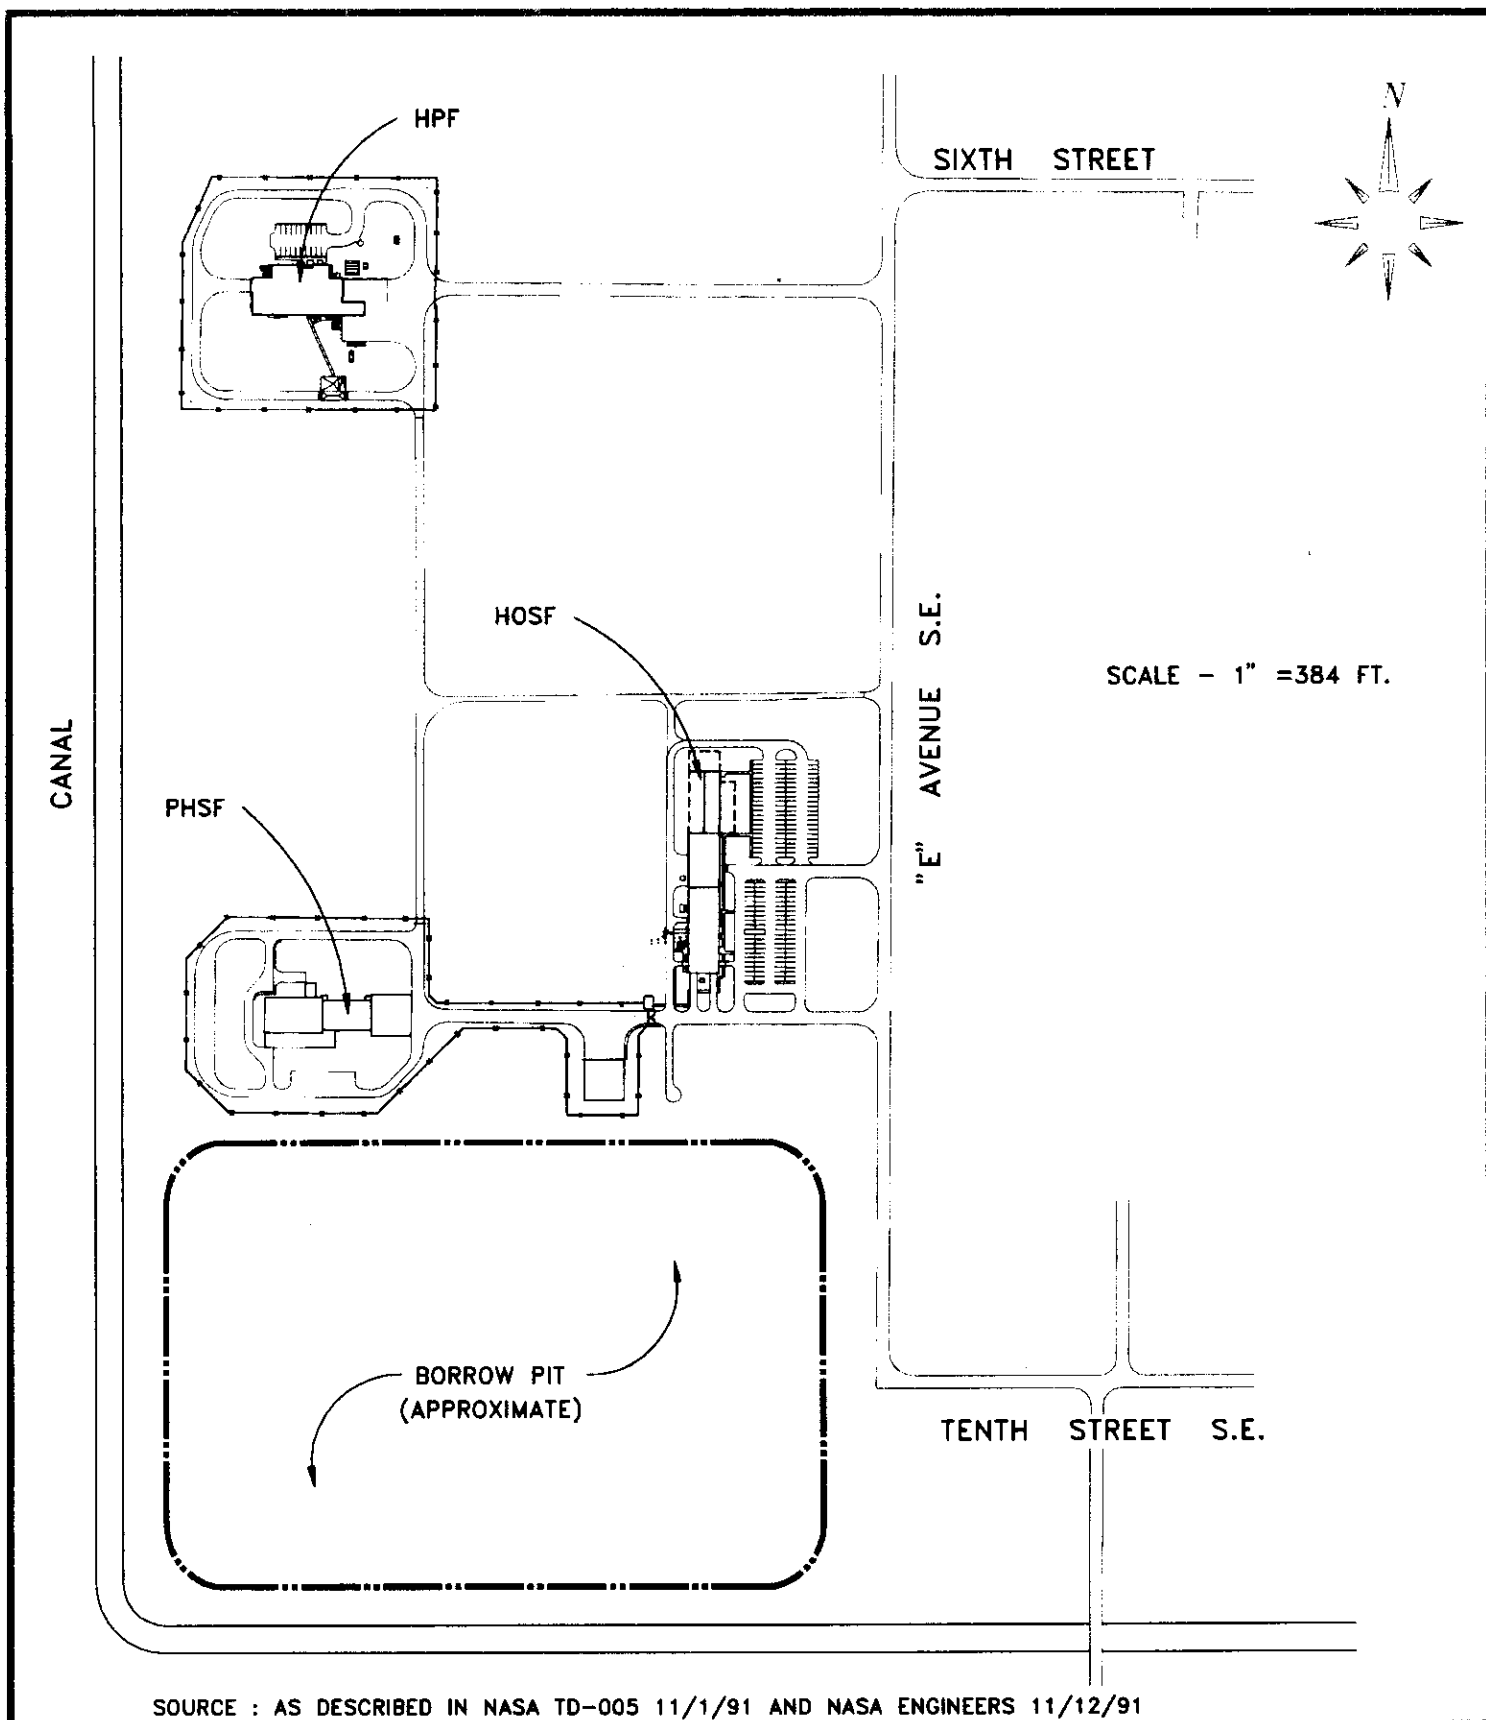 N
HPF
SIXTH STREET
HOSF
"E" AVENUE S.E.
SCALE - 1" =384 FT.
CANAL
PHSF
BORROW PIT
(APPROXIMATE)
TENTH STREET S.E.
SOURCE : AS DESCRIBED IN NASA TD-005 11/1/91 AND NASA ENGINEERS 11/12/91